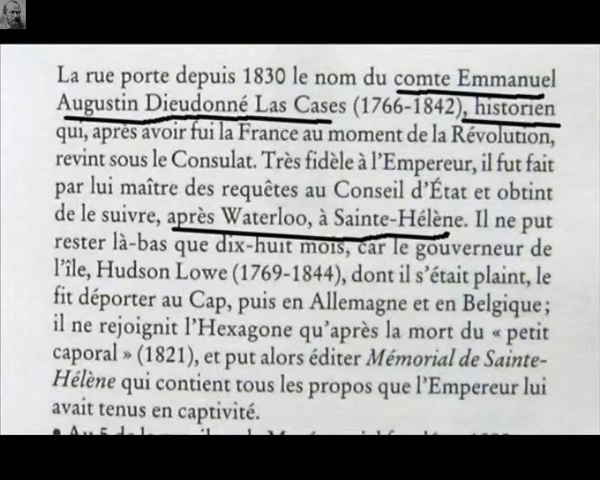 La rue porte depuis 1830 le nom du comte Emmanuel
Augustin Dieudonné Las Cases (1766-1842), historien
qui, après avoir fui la France au moment de la Révolution,
revint sous le Consulat. Très fidèle à l'Empereur, il fut fait
par lui maître des requêtes au Conseil d'État et obtint
de le suivre, après Waterloo, à Sainte-Hélène. Il ne put
rester là-bas que dix-huit mois, car le gouverneur de
l'île, Hudson Lowe (1769-1844), dont il s'était plaint, le
fit déporter au Cap, puis en Allemagne et en Belgique ;
il ne rejoignit l'Hexagone qu'après la mort du « petit
caporal » (1821), et put alors éditer Mémorial de Sainte-
Hélène qui contient tous les propos que l'Empereur lui
avait tenus en captivité.